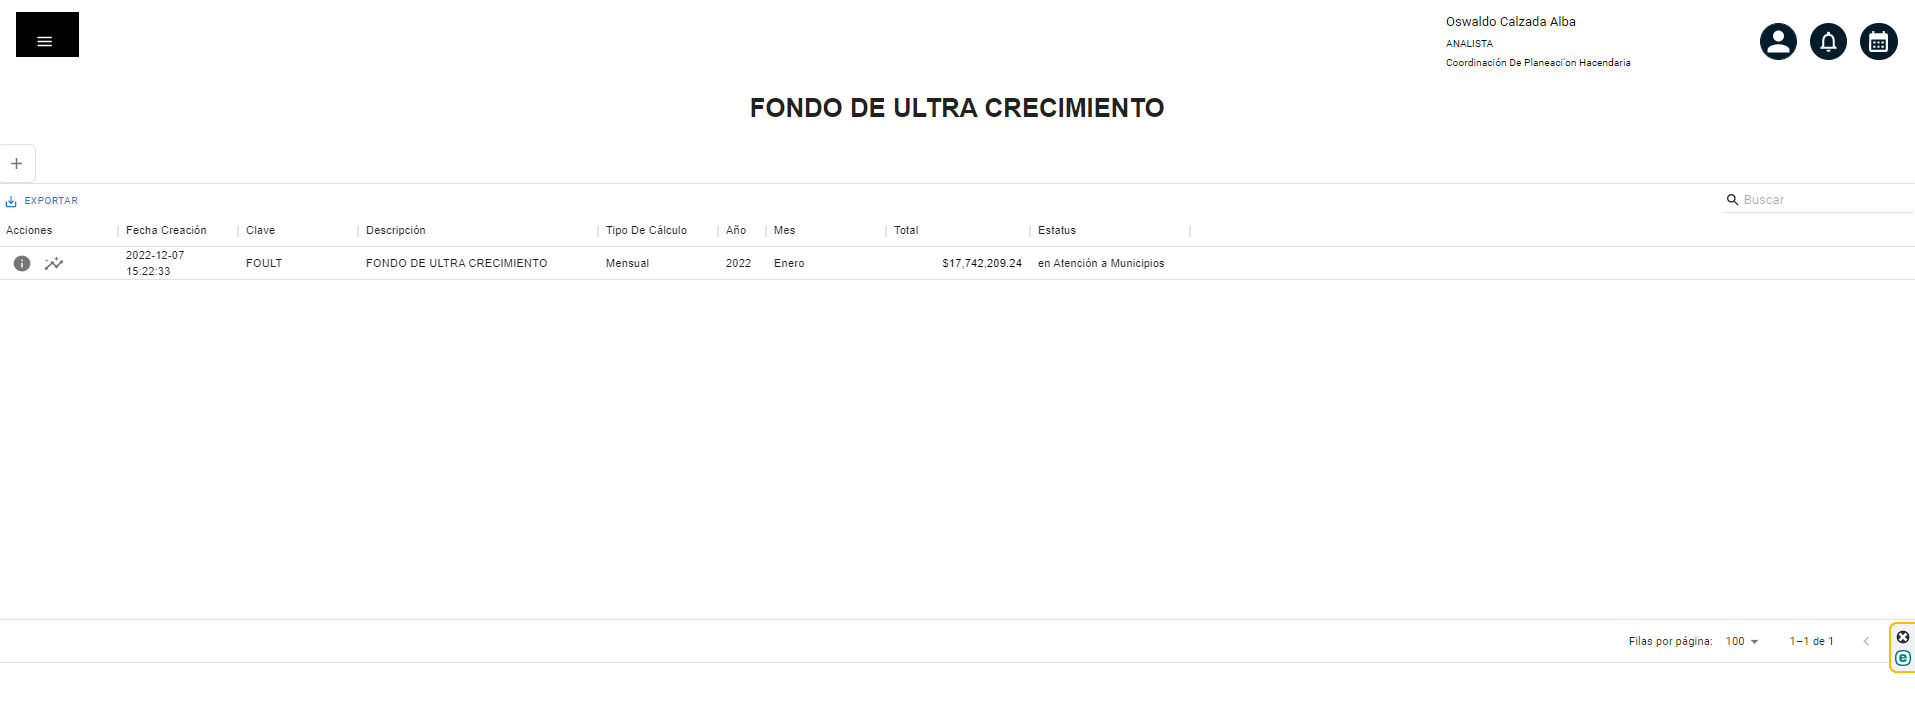 Oswaldo Calzada Alba
ANALISTA
Coordinación De Planeaci´on Hacendaria
FONDO DE ULTRA CRECIMIENTO
EXPORTAR
Buscar
Acciones Fecha Creación Clave Descripción Tipo De Cálculo Año Mes Total Estatus
2022-12-07
15:22:33 FOULT FONDO DE ULTRA CRECIMIENTO Mensual 2022 Enero $17,742,209.24 en Atención a Municipios
Filas por página: 100 1–1 de 1